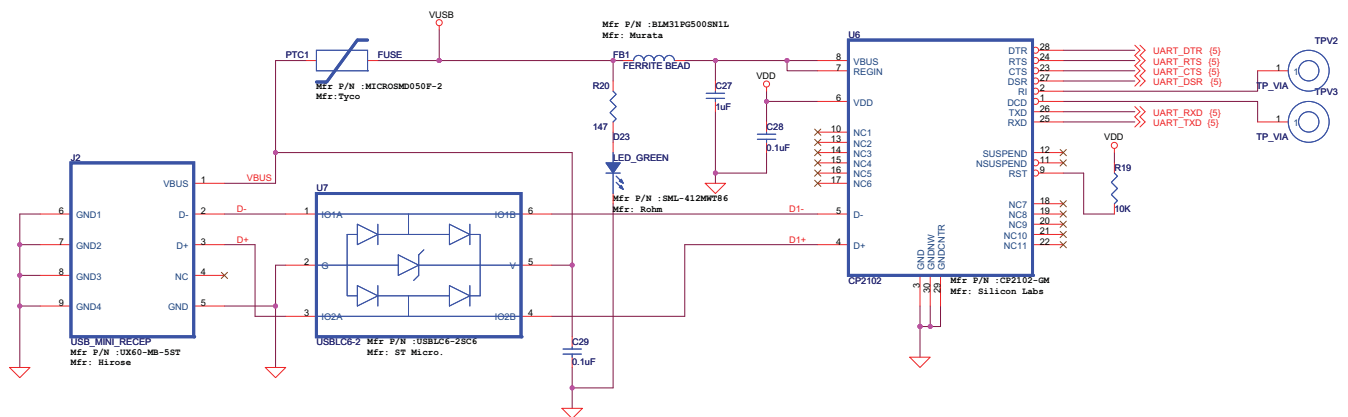 VUSB
Mfr P/N :BLM31PG500SN1L
Mfr: Murata
PTC1
FUSE
Mfr P/N :MICROSMD050F-2
Mfr:Tyco
FB1
FERRITE BEAD
R20
147
D23
LED_GREEN
Mfr P/N :SML-412MWT86
Mfr: Rohm
C27
1uF
VDD
C28
0.1uF
U6
8
VBUS
7
REGIN
6
VDD
10
NC1
13
NC2
14
NC3
15
NC4
16
NC5
17
NC6
5
D-
4
D+
DTR
28
RTS
24
CTS
23
DSR
27
RI
2
DCD
1
TXD
26
RXD
25
SUSPEND
12
NSUSPEND
11
RST
9
NC7
18
NC8
19
NC9
20
NC10
21
NC11
22
GND
GNDNW
GNDCNTR
3
30
29
CP2102
Mfr P/N :CP2102-GM
Mfr: Silicon Labs
UART_DTR {5}
UART_RTS {5}
UART_CTS {5}
UART_DSR {5}
UART_RXD {5}
UART_TXD {5}
TPV2
1
1
TP_VIA
TPV3
1
1
TP_VIA
VDD
R19
10K
J2
VBUS
1
VBUS
D-
2
D-
D+
3
D+
NC
4
GND
5
6
GND1
7
GND2
8
GND3
9
GND4
USB_MINI_RECEP
Mfr P/N :UX60-MB-5ST
Mfr: Hirose
U7
1
IO1A
IO1B
6
D1-
2
G
V
5
D1+
3
IO2A
IO2B
4
USBLC6-2
Mfr P/N :USBLC6-2SC6
Mfr: ST Micro.
C29
0.1uF